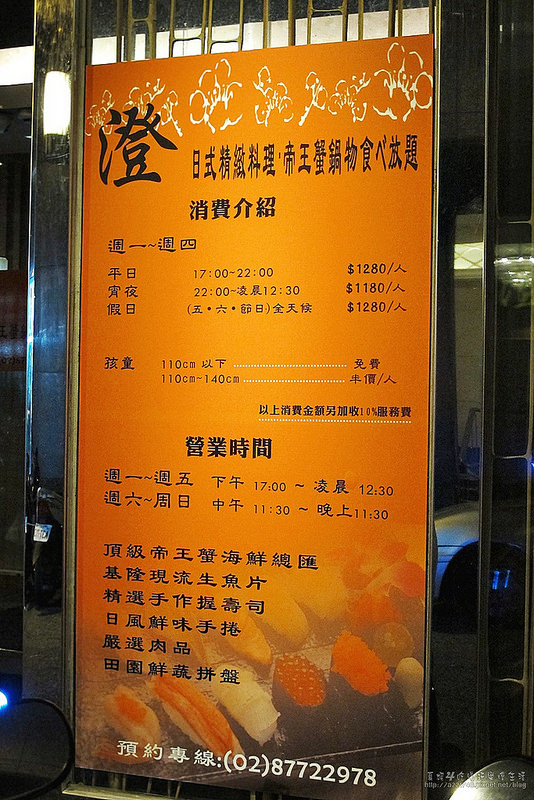 澄
日式精緻料理·帝王蟹鍋物食べ放題
消費介紹
週一~週四
平日 17:00~22:00 $1280/人
宵夜 22:00~凌晨12:30 $1180/人
假日 (五·六·節日)全天候 $1280/人
孩童 110cm 以下 免費
110cm~140cm 半價/人
以上消費金額另加收10%服務費
營業時間
週一~週五 下午 17:00 ~ 凌晨 12:30
週六~周日 中午 11:30 ~ 晚上11:30
頂級帝王蟹海鮮總匯
基隆現流生魚片
精選手作握壽司
日風鮮味手捲
嚴選肉品
田園鮮蔬拼盤
預約專線:(02)87722978